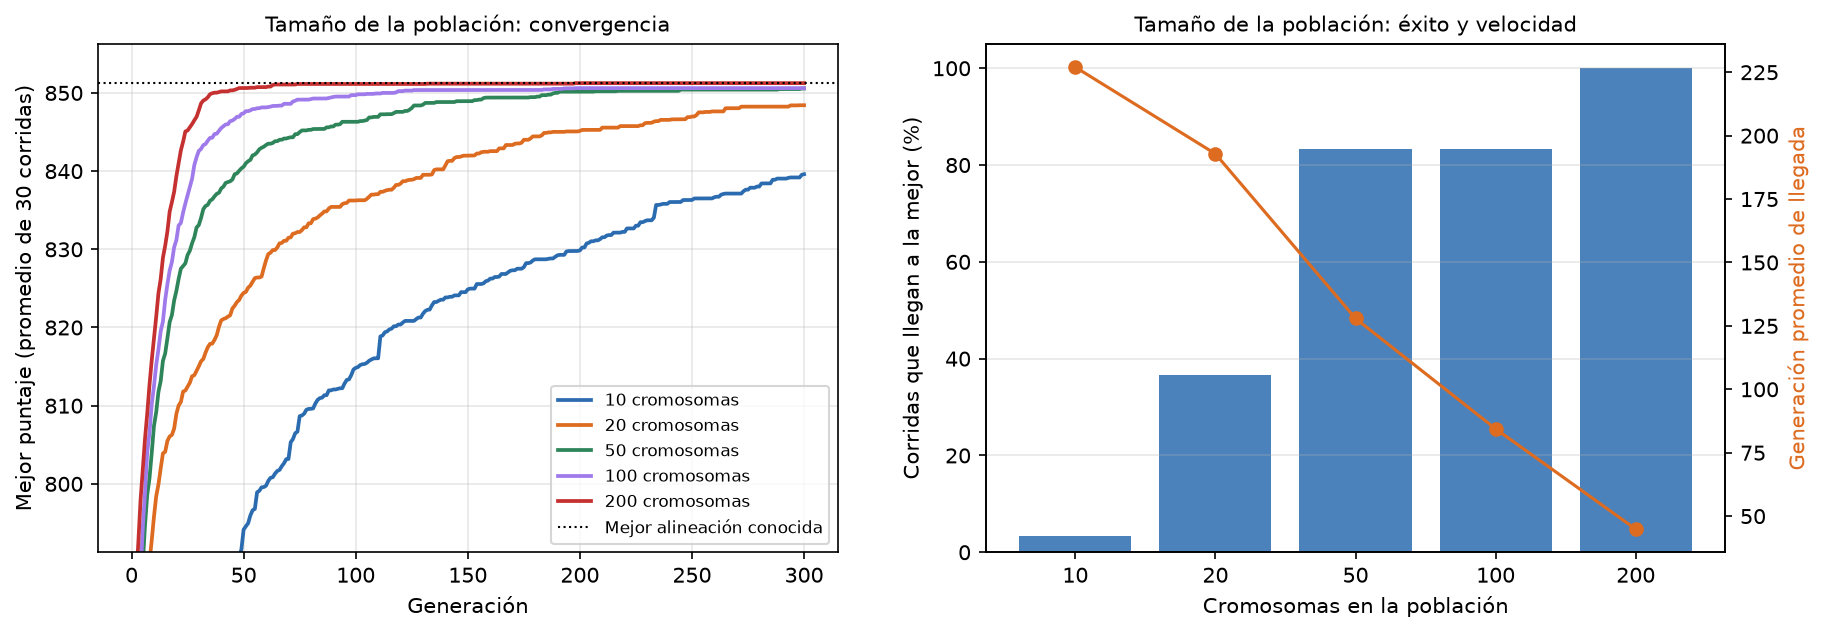 Tamaño de la población: convergencia
Mejor puntaje (promedio de 30 corridas)
850
840
830
820
810
800
0 50 100 150 200 250 300
Generación
10 cromosomas
20 cromosomas
50 cromosomas
100 cromosomas
200 cromosomas
Mejor alineación conocida
Tamaño de la población: éxito y velocidad
Corridas que llegan a la mejor (%)
100
80
60
40
20
0
10 20 50 100 200
Cromosomas en la población
225
200
175
150
125
100
75
50
Generación promedio de llegada